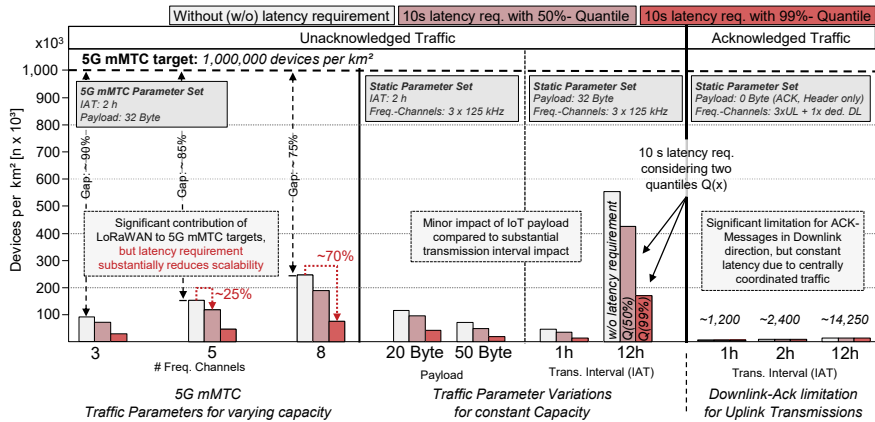 Without (w/o) latency requirement
10s latency req. with 50%- Quantile
10s latency req. with 99%- Quantile
x10³
Unacknowledged Traffic
Acknowledged Traffic
5G mMTC target: 1,000,000 devices per km²
Devices per km² [n x 10³]
1,000
900
800
700
600
500
400
300
200
100
5G mMTC Parameter Set
IAT: 2 h
Payload: 32 Byte
Static Parameter Set
IAT: 2 h
Freq.-Channels: 3 x 125 kHz
Static Parameter Set
Payload: 32 Byte
Freq.-Channels: 3 x 125 kHz
Static Parameter Set
Payload: 0 Byte (ACK, Header only)
Freq.-Channels: 3xUL + 1x ded. DL
Gap: ~90%
Gap: ~85%
Gap: ~75%
10 s latency req.
considering two
quantiles Q(x)
Significant contribution of
LoRaWAN to 5G mMTC targets,
but latency requirement
substantially reduces scalability
Minor impact of IoT payload
compared to substantial
transmission interval impact
Significant limitation for ACK-
Messages in Downlink
direction, but constant
latency due to centrally
coordinated traffic
~25%
~70%
w/o latency requirement
Q(50%)
Q(99%)
~1,200
~2,400
~14,250
3
5
8
20 Byte
50 Byte
1h
12h
1h
2h
12h
# Freq. Channels
Payload
Trans. Interval (IAT)
Trans. Interval (IAT)
5G mMTC
Traffic Parameters for varying capacity
Traffic Parameter Variations
for constant Capacity
Downlink-Ack limitation
for Uplink Transmissions